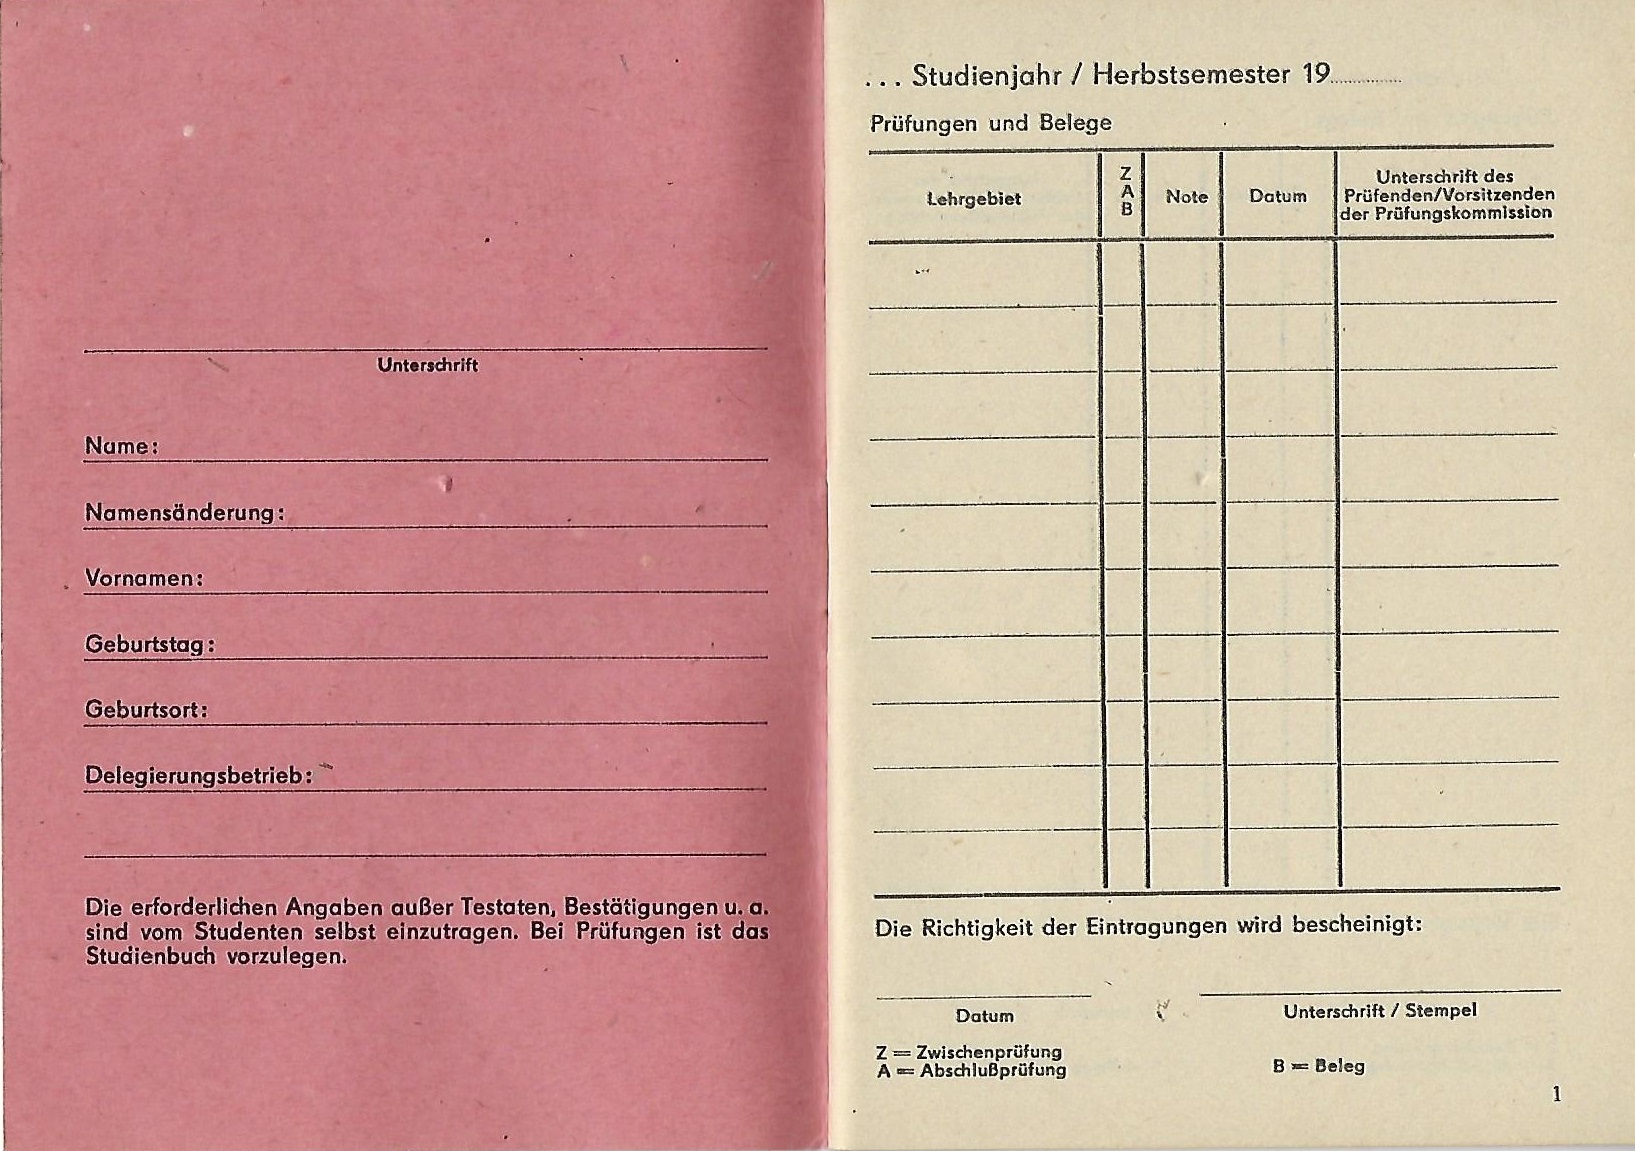 Unterschrift
Name:
Namensänderung:
Vornamen:
Geburtstag:
Geburtsort:
Delegierungsbetrieb:
Die erforderlichen Angaben außer Testaten, Bestätigungen u. a.
sind vom Studenten selbst einzutragen. Bei Prüfungen ist das
Studienbuch vorzulegen.
... Studienjahr / Herbstsemester 19..............
Prüfungen und Belege
Lehrgebiet
Z
A
B
Note
Datum
Unterschrift des
Prüfenden/Vorsitzenden
der Prüfungskommission
Die Richtigkeit der Eintragungen wird bescheinigt:
Datum
Unterschrift / Stempel
Z = Zwischenprüfung
A = Abschlußprüfung
B = Beleg
1